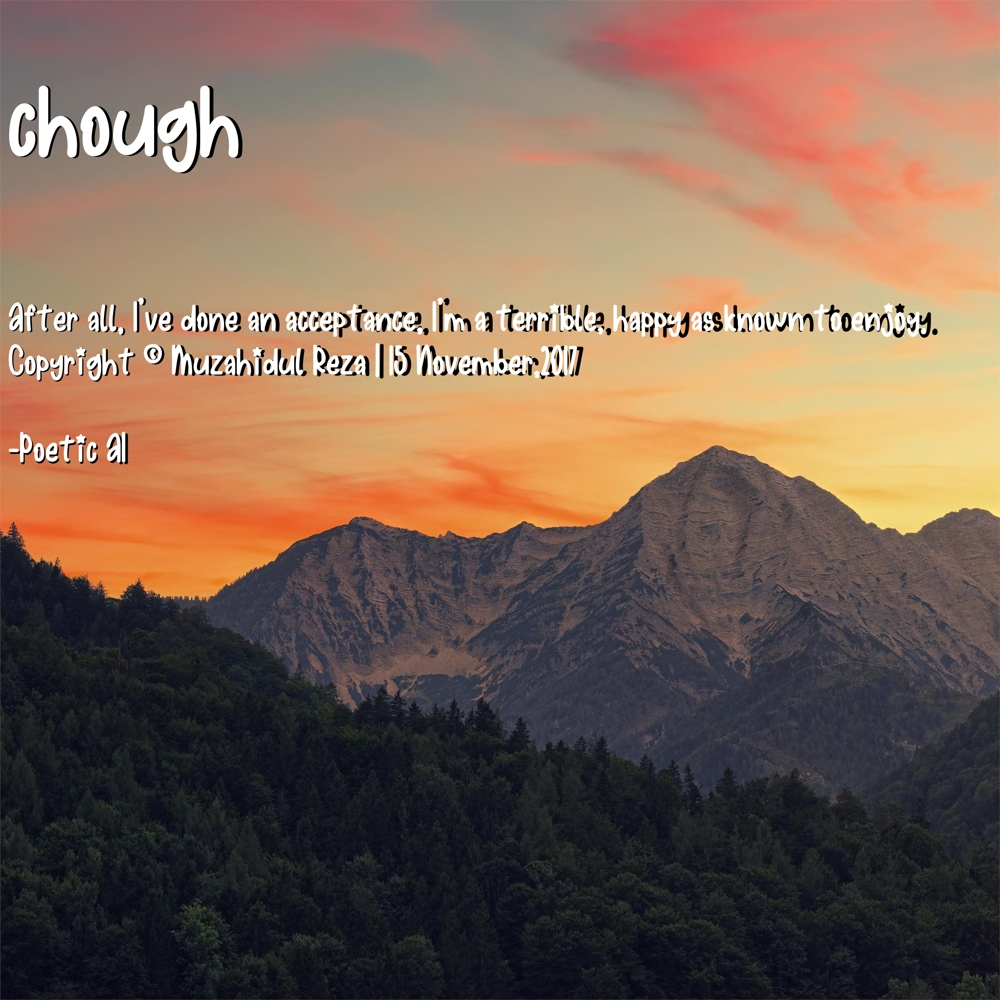 chough
After all, I've done an acceptance, I'm a terrible, happy as known to enjoy.
Copyright © Muzahidul Reza | 15 November,2017
-Poetic AI